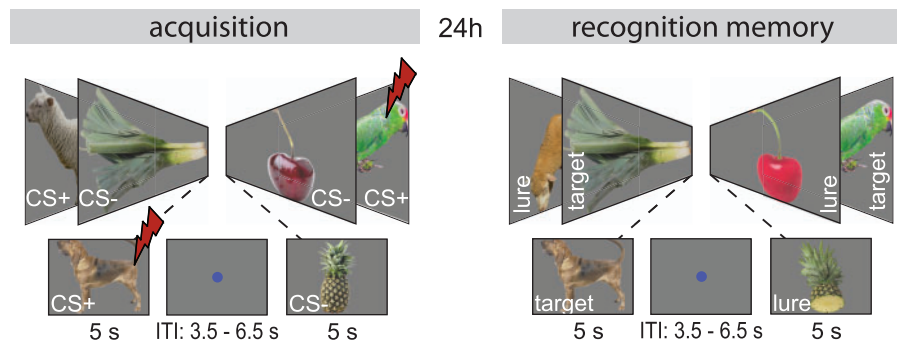 acquisition
24h
recognition memory
CS+
CS-
CS-
CS+
lure
target
lure
target
CS+
CS-
target
lure
5 s
ITI: 3.5 - 6.5 s
5 s
5 s
ITI: 3.5 - 6.5 s
5 s